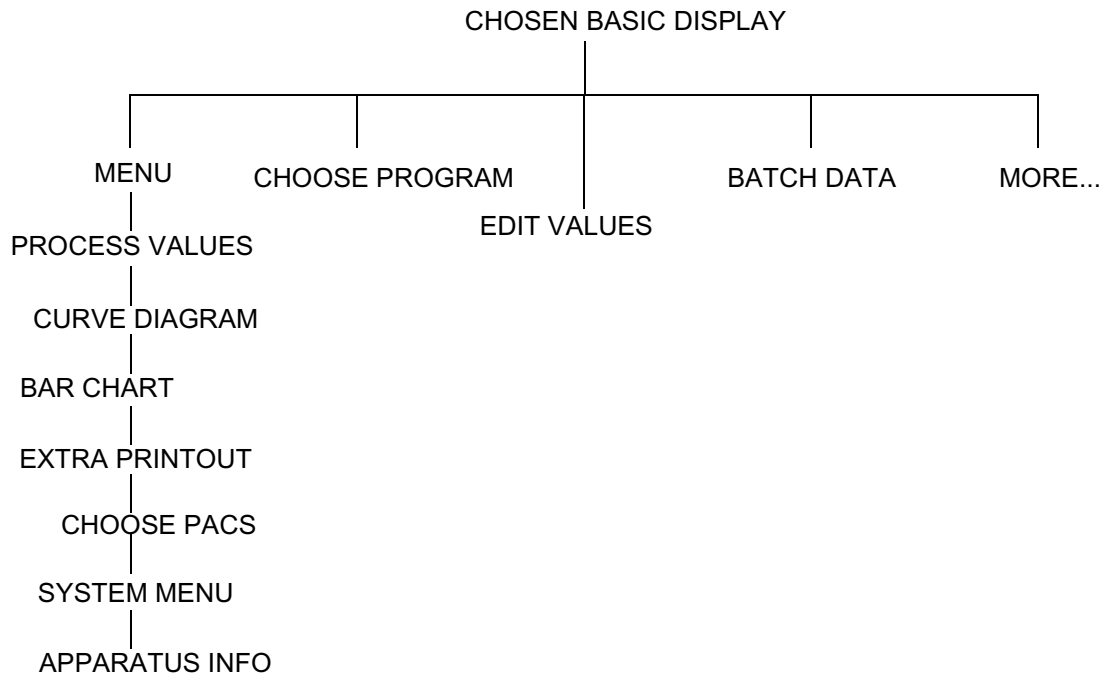 CHOSEN BASIC DISPLAY
MENU
CHOOSE PROGRAM
BATCH DATA
MORE...
EDIT VALUES
PROCESS VALUES
CURVE DIAGRAM
BAR CHART
EXTRA PRINTOUT
CHOOSE PACS
SYSTEM MENU
APPARATUS INFO